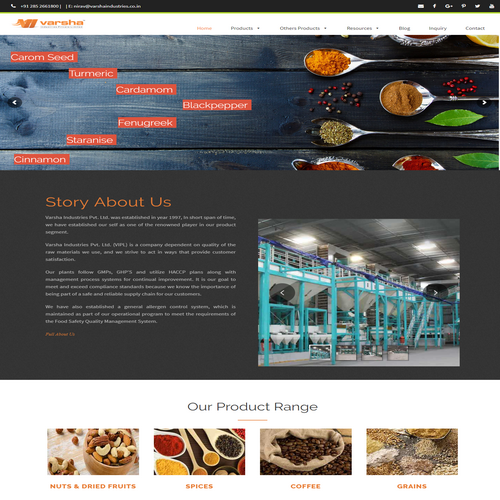 +91 285 2661900 | | E: nirav@varshaindustries.co.in
varsha
Home Products Others Products Resources Blog Inquiry Contact Us
Carom Seed
Turmeric
Cardamom
Blackpepper
Fenugreek
Staranise
Cinnamon
Story About Us
Varsha Industries Pvt. Ltd. was established in year 1997, In short span of time,
we have established our self as one of the renowned player in our product
segment.
Varsha Industries Pvt. Ltd. [VIPL] is a company dependent on quality of the
raw materials we use, and we strive to act in ways that provide customer
satisfaction.
Our plants follow GMPs, GHP'S and utilize HACCP plans along with
management process systems for continual improvement. It is our goal to
meet and exceed compliance standards because we know the importance of
being part of a safe and reliable supply chain for our customers.
We have also established a general allergen control system, which is
maintained as part of our operational program to meet the requirements of
the Food Safety Quality Management System.
Our Product Range
NUTS & DRIED FRUITS SPICES COFFEE GRAINS